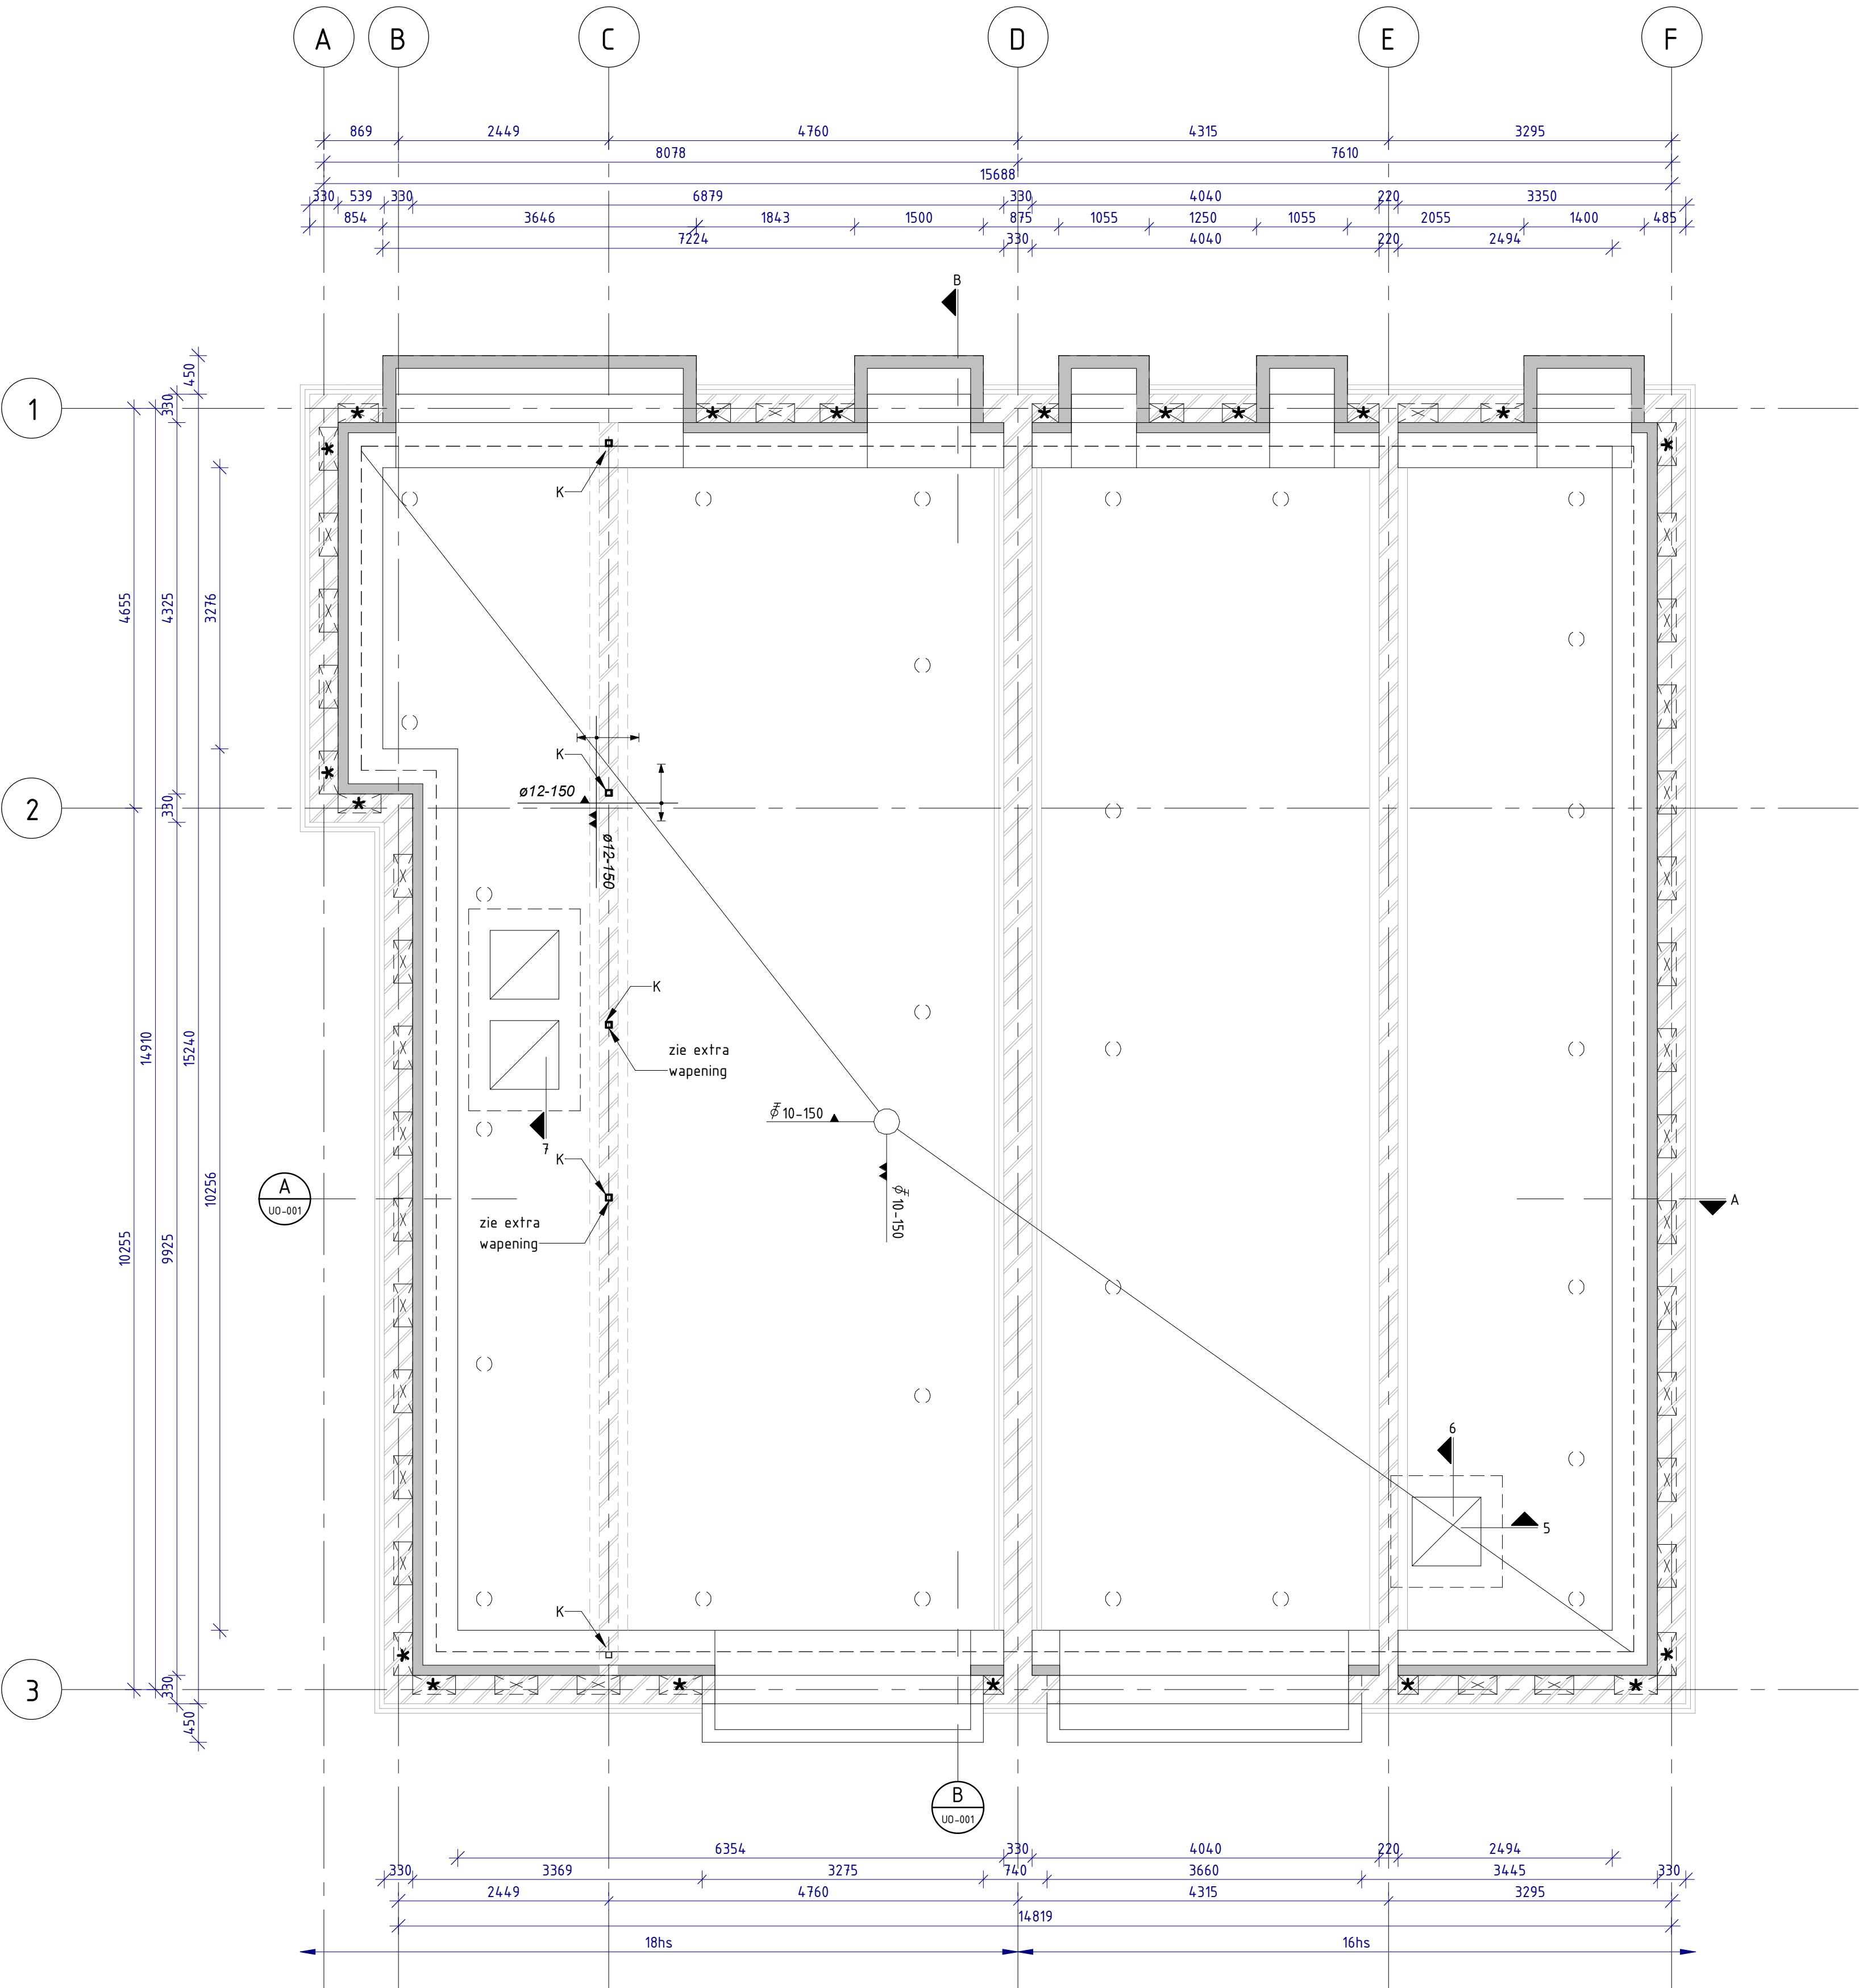 A B C D E F
869 2449 4760 4315 3295
8078 7610
15688
330 539 330 6879 330 4040 220 3350
854 3646 1843 1500 875 1055 1250 1055 2055 1400 485
7224 330 4040 220 2494
B
450
1
330
K
4655
4325
3276
K
ø12-150
2
330
ø12-150
K
14910
15240
zie extra
wapening
ø10-150
7
K
10256
ø10-150
A
UO-001
A
zie extra
wapening
10255
9925
6
5
K
3
330
450
B
UO-001
6354 330 4040 220 2494
330 3369 3275 740 3660 3445 330
2449 4760 4315 3295
14819
18hs 16hs